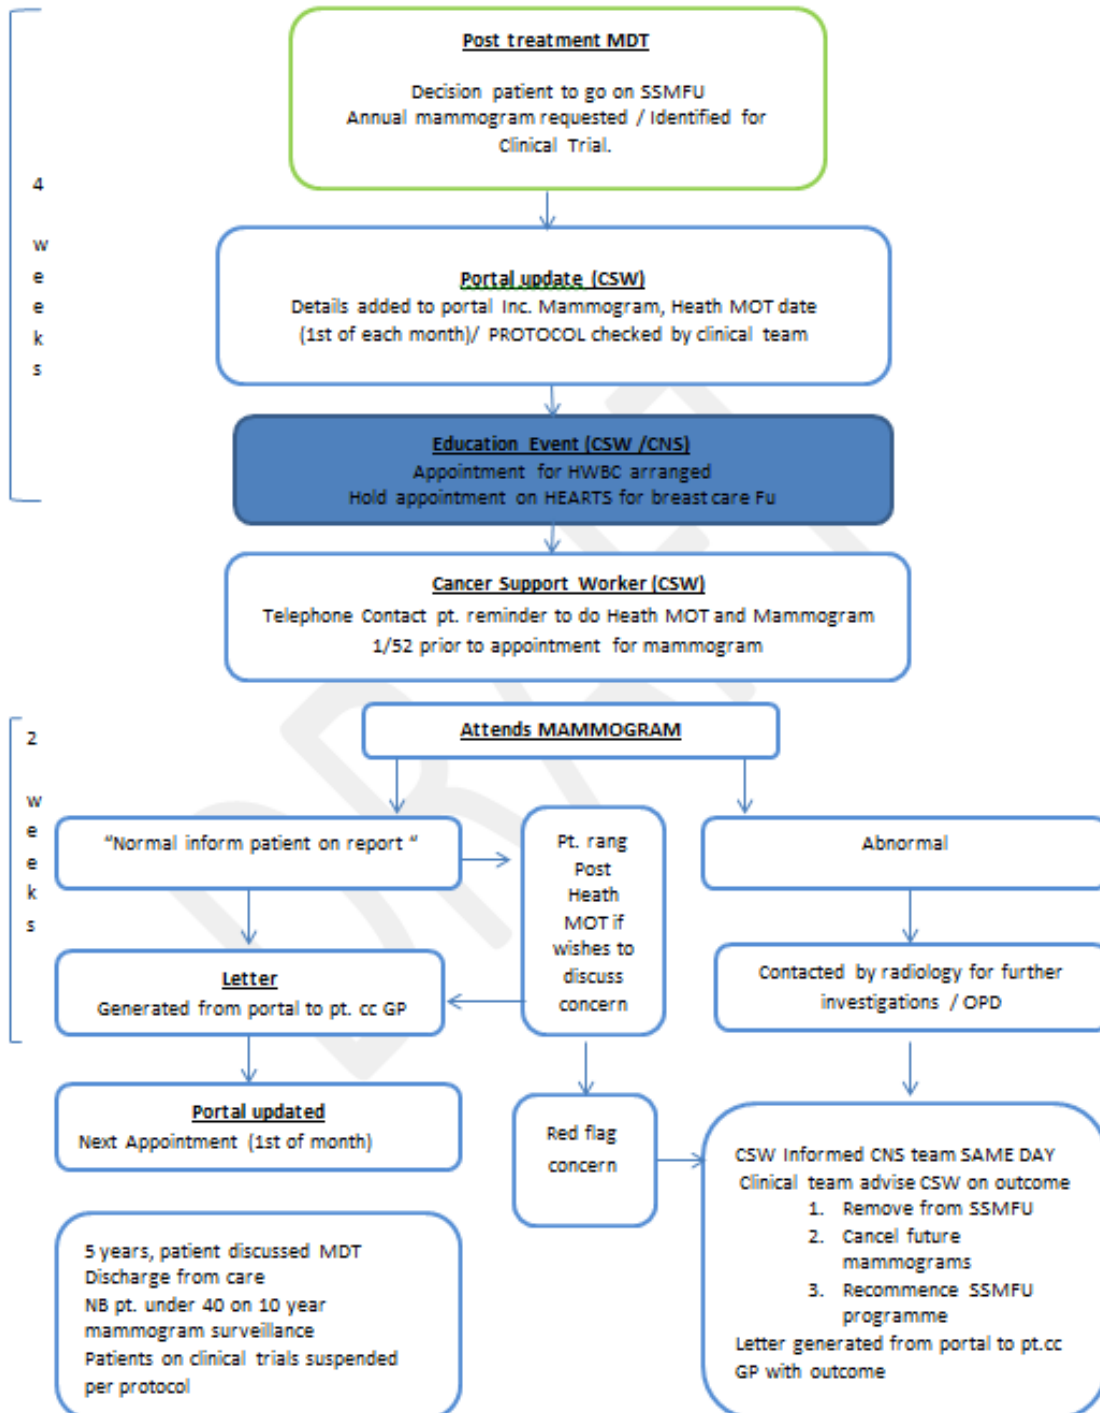 Post treatment MDT
Decision patient to go on SSMFU
Annual mammogram requested / Identified for
Clinical Trial.
4
w
e
e
k
s
Portal update (CSW)
Details added to portal Inc. Mammogram, Heath MOT date
(1st of each month)/ PROTOCOL checked by clinical team
Education Event (CSW /CNS)
Appointment for HWBC arranged
Hold appointment on HEARTS for breast care Fu
Cancer Support Worker (CSW)
Telephone Contact pt. reminder to do Heath MOT and Mammogram
1/52 prior to appointment for mammogram
2
w
e
e
k
s
Attends MAMMOGRAM
"Normal inform patient on report "
Pt. rang
Post
Heath
MOT if
wishes to
discuss
concern
Abnormal
Letter
Generated from portal to pt. cc GP
Contacted by radiology for further
investigations / OPD
Portal updated
Next Appointment (1st of month)
Red flag
concern
CSW Informed CNS team SAME DAY
Clinical team advise CSW on outcome
1. Remove from SSMFU
2. Cancel future
mammograms
3. Recommence SSMFU
programme
Letter generated from portal to pt.cc
GP with outcome
5 years, patient discussed MDT
Discharge from care
NB pt. under 40 on 10 year
mammogram surveillance
Patients on clinical trials suspended
per protocol
DRAFT